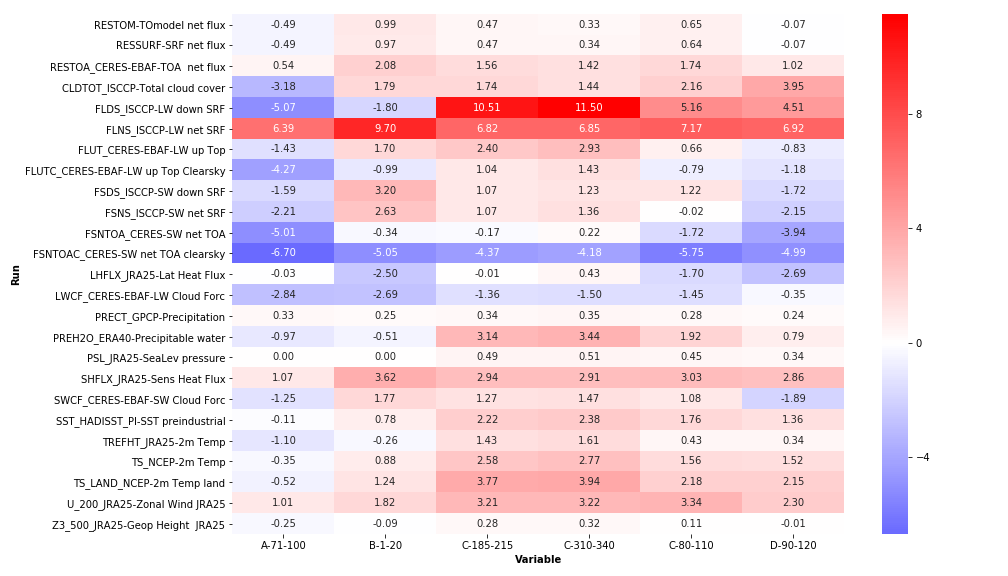 RESTOM-TOmodel net flux -0.49 0.99 0.47 0.33 0.65 -0.07
RESSURF-SRF net flux -0.49 0.97 0.47 0.34 0.64 -0.07
RESTOA_CERES-EBAF-TOA  net flux 0.54 2.08 1.56 1.42 1.74 1.02
CLDTOT_ISCCP-Total cloud cover -3.18 1.79 1.74 1.44 2.16 3.95
FLDS_ISCCP-LW down SRF -5.07 -1.80 10.51 11.50 5.16 4.51
FLNS_ISCCP-LW net SRF 6.39 9.70 6.82 6.85 7.17 6.92
FLUT_CERES-EBAF-LW up Top -1.43 1.70 2.40 2.93 0.66 -0.83
FLUTC_CERES-EBAF-LW up Top Clearsky -4.27 -0.99 1.04 1.43 -0.79 -1.18
FSDS_ISCCP-SW down SRF -1.59 3.20 1.07 1.23 1.22 -1.72
FSNS_ISCCP-SW net SRF -2.21 2.63 1.07 1.36 -0.02 -2.15
FSNTOA_CERES-SW net TOA -5.01 -0.34 -0.17 0.22 -1.72 -3.94
FSNTOAC_CERES-SW net TOA clearsky -6.70 -5.05 -4.37 -4.18 -5.75 -4.99
LHFLX_JRA25-Lat Heat Flux -0.03 -2.50 -0.01 0.43 -1.70 -2.69
LWCF_CERES-EBAF-LW Cloud Forc -2.84 -2.69 -1.36 -1.50 -1.45 -0.35
PRECT_GPCP-Precipitation 0.33 0.25 0.34 0.35 0.28 0.24
PREH2O_ERA40-Precipitable water -0.97 -0.51 3.14 3.44 1.92 0.79
PSL_JRA25-SeaLev pressure 0.00 0.00 0.49 0.51 0.45 0.34
SHFLX_JRA25-Sens Heat Flux 1.07 3.62 2.94 2.91 3.03 2.86
SWCF_CERES-EBAF-SW Cloud Forc -1.25 1.77 1.27 1.47 1.08 -1.89
SST_HADISST_PI-SST preindustrial -0.11 0.78 2.22 2.38 1.76 1.36
TREFHT_JRA25-2m Temp -1.10 -0.26 1.43 1.61 0.43 0.34
TS_NCEP-2m Temp -0.35 0.88 2.58 2.77 1.56 1.52
TS_LAND_NCEP-2m Temp land -0.52 1.24 3.77 3.94 2.18 2.15
U_200_JRA25-Zonal Wind JRA25 1.01 1.82 3.21 3.22 3.34 2.30
Z3_500_JRA25-Geop Height  JRA25 -0.25 -0.09 0.28 0.32 0.11 -0.01
A-71-100 B-1-20 C-185-215 C-310-340 C-80-110 D-90-120
Variable
Run
8
4
0
−4